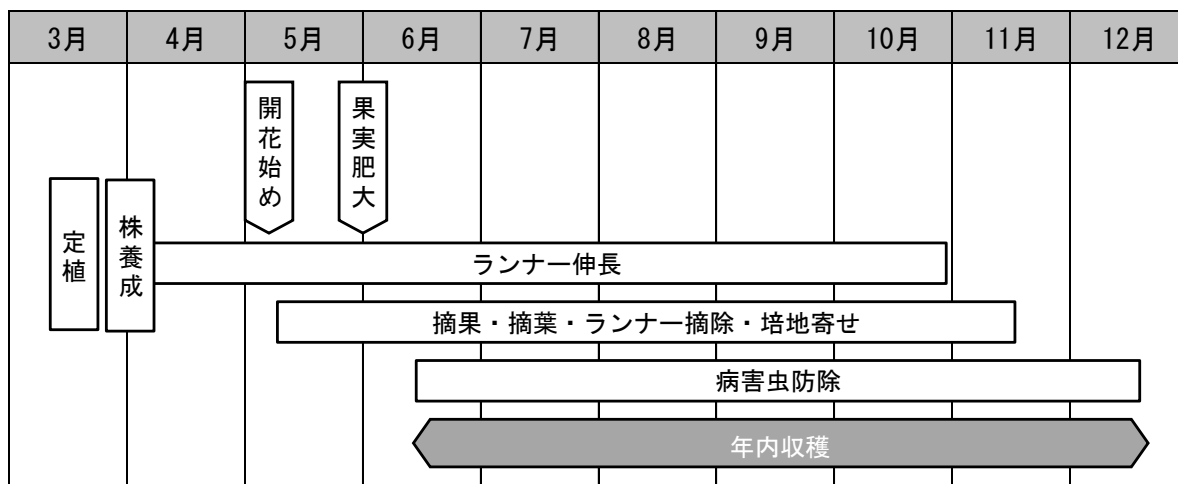 3月 4月 5月 6月 7月 8月 9月 10月 11月 12月
開花始め
果実肥大
定植
株養成
ランナー伸長
摘果・摘葉・ランナー摘除・培地寄せ
病害虫防除
年内収穫